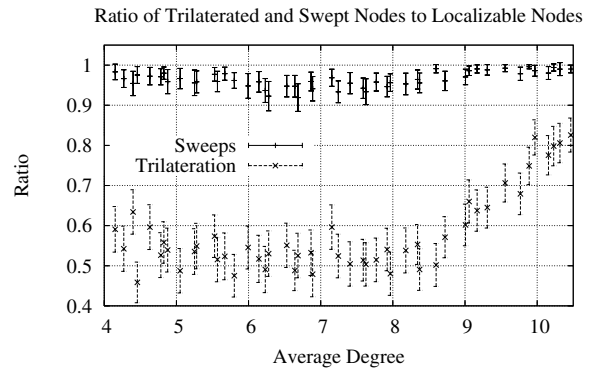 Ratio of Trilaterated and Swept Nodes to Localizable Nodes
1
0.9
0.8
0.7
0.6
0.5
0.4
Ratio
Sweeps
Trilateration
4 5 6 7 8 9 10
Average Degree